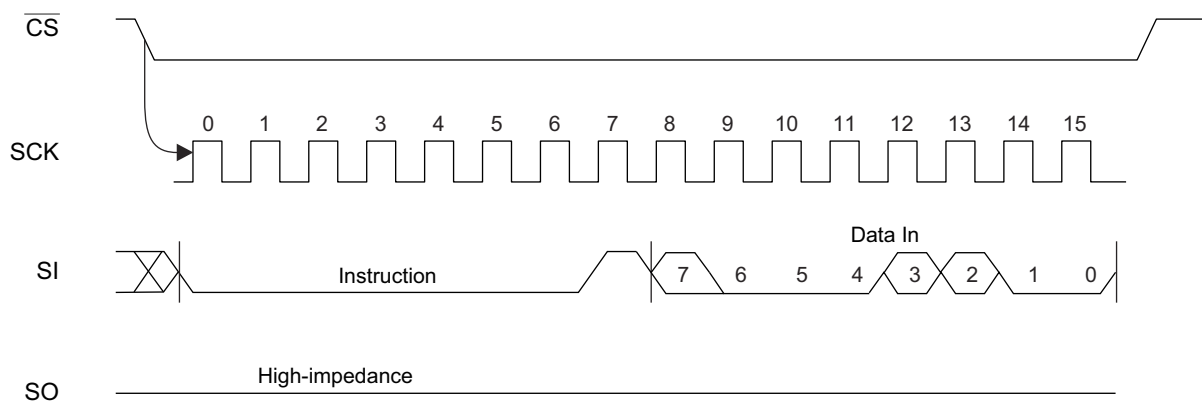 CS
0 1 2 3 4 5 6 7 8 9 10 11 12 13 14 15
SCK
Data In
SI
Instruction
7 6 5 4 3 2 1 0
High-impedance
SO